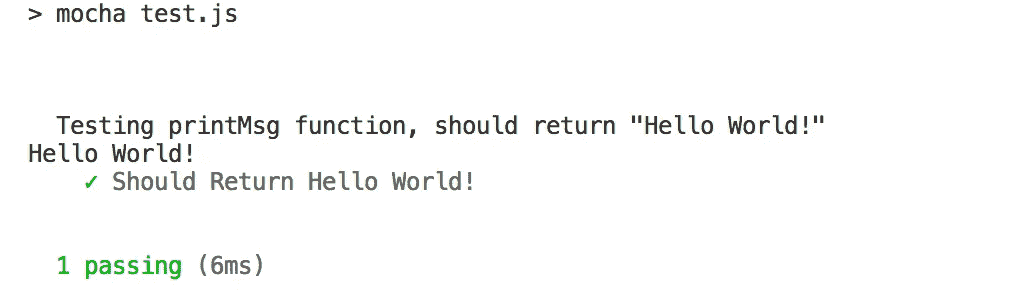 > mocha test.js
Testing printMsg function, should return "Hello World!"
Hello World!
✓ Should Return Hello World!
1 passing (6ms)